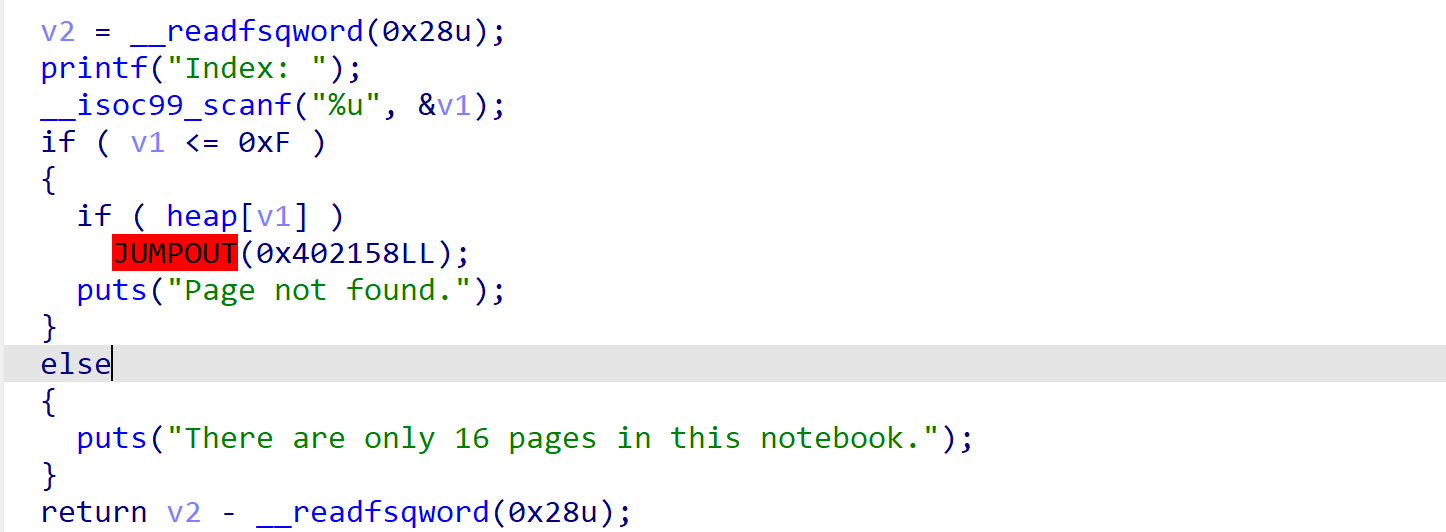 v2 = __readfsqword(0x28u);
printf("Index: ");
__isoc99_scanf("%u", &v1);
if ( v1 <= 0xF )
{
  if ( heap[v1] )
    JUMPOUT(0x402158LL);
  puts("Page not found.");
}
else
{
  puts("There are only 16 pages in this notebook.");
}
return v2 - __readfsqword(0x28u);